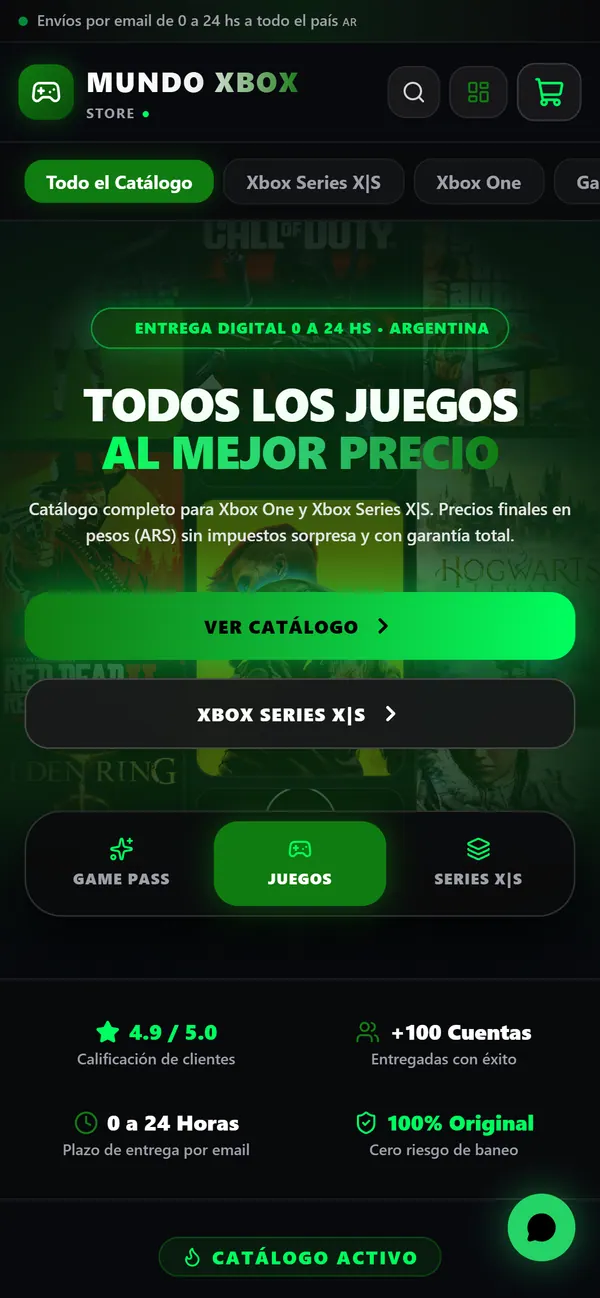 Envíos por email de 0 a 24 hs a todo el país AR
MUNDO XBOX
STORE
Todo el Catálogo
Xbox Series X|S
Xbox One
Ga
CALL OF DUTY
ENTREGA DIGITAL 0 A 24 HS • ARGENTINA
TODOS LOS JUEGOS
AL MEJOR PRECIO
Catálogo completo para Xbox One y Xbox Series X|S. Precios finales en
pesos (ARS) sin impuestos sorpresa y con garantía total.
HOGWARTS
VER CATÁLOGO
RED DEAD II
XBOX SERIES X|S
ELDEN RING
GAME PASS
JUEGOS
SERIES X|S
4.9 / 5.0
Calificación de clientes
+100 Cuentas
Entregadas con éxito
0 a 24 Horas
Plazo de entrega por email
100% Original
Cero riesgo de baneo
CATÁLOGO ACTIVO